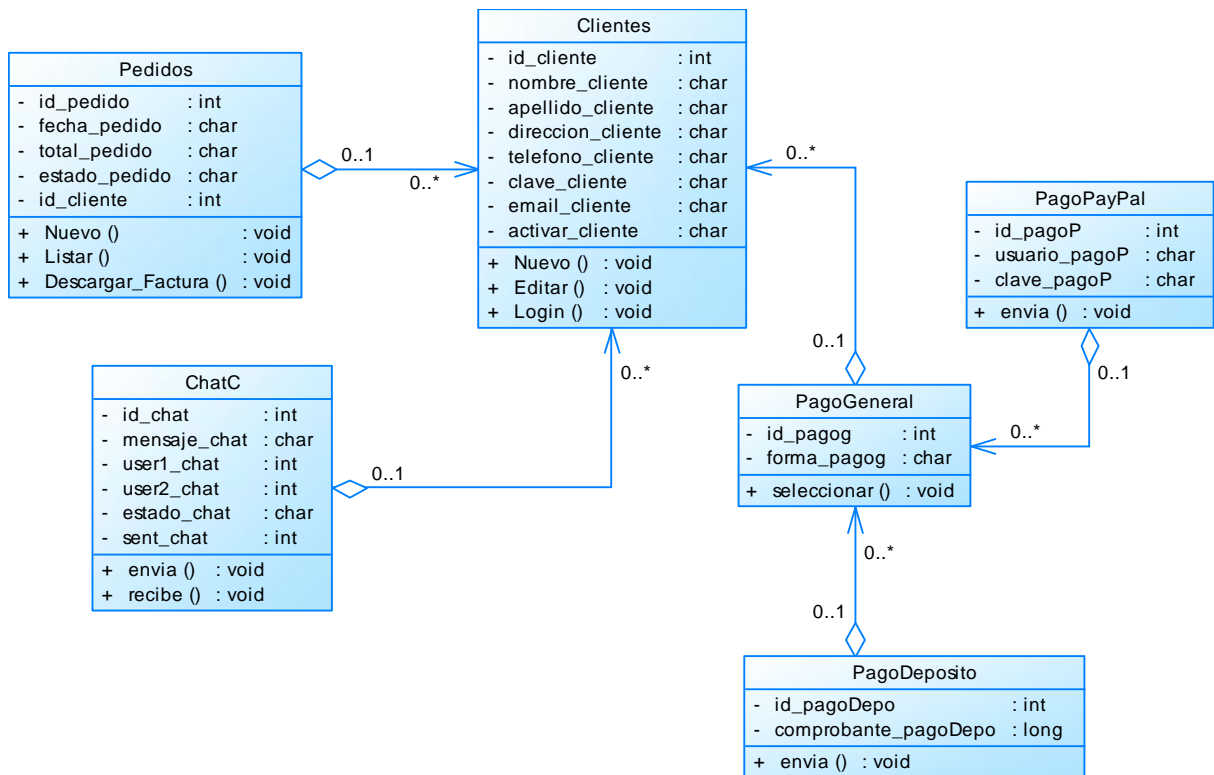 Clientes
- id_cliente : int
- nombre_cliente : char
- apellido_cliente : char
- direccion_cliente : char
- telefono_cliente : char
- clave_cliente : char
- email_cliente : char
- activar_cliente : char
+ Nuevo () : void
+ Editar () : void
+ Login () : void
Pedidos
- id_pedido : int
- fecha_pedido : char
- total_pedido : char
- estado_pedido : char
- id_cliente : int
+ Nuevo () : void
+ Listar () : void
+ Descargar_Factura () : void
0..1
0..*
0..*
0..1
PagoPayPal
- id_pagoP : int
- usuario_pagoP : char
- clave_pagoP : char
+ envia () : void
0..1
0..*
ChatC
- id_chat : int
- mensaje_chat : char
- user1_chat : int
- user2_chat : int
- estado_chat : char
- sent_chat : int
+ envia () : void
+ recibe () : void
0..1
0..*
PagoGeneral
- id_pagog : int
- forma_pagog : char
+ seleccionar () : void
0..*
0..1
PagoDeposito
- id_pagoDepo : int
- comprobante_pagoDepo : long
+ envia () : void